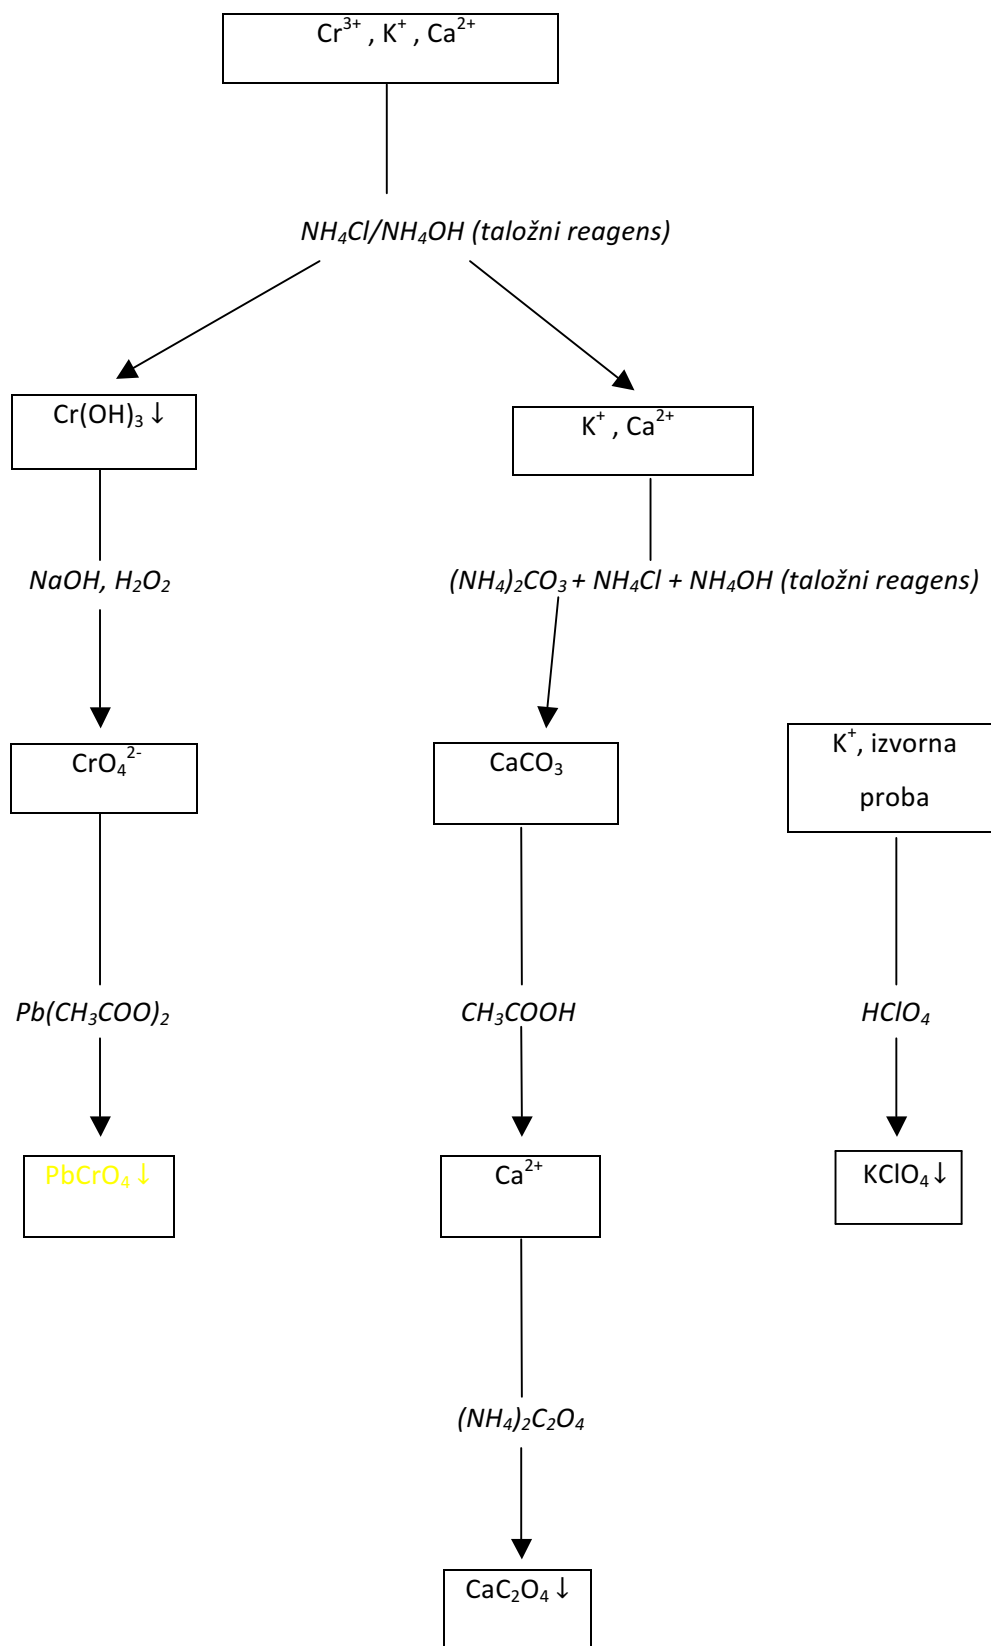 Cr³⁺ , K⁺ , Ca²⁺
NH₄Cl/NH₄OH (taložni reagens)
Cr(OH)₃ ↓
K⁺ , Ca²⁺
NaOH, H₂O₂
(NH₄)₂CO₃ + NH₄Cl + NH₄OH (taložni reagens)
CrO₄²⁻
CaCO₃
K⁺, izvorna
proba
Pb(CH₃COO)₂
CH₃COOH
HClO₄
PbCrO₄ ↓
Ca²⁺
KClO₄ ↓
(NH₄)₂C₂O₄
CaC₂O₄ ↓